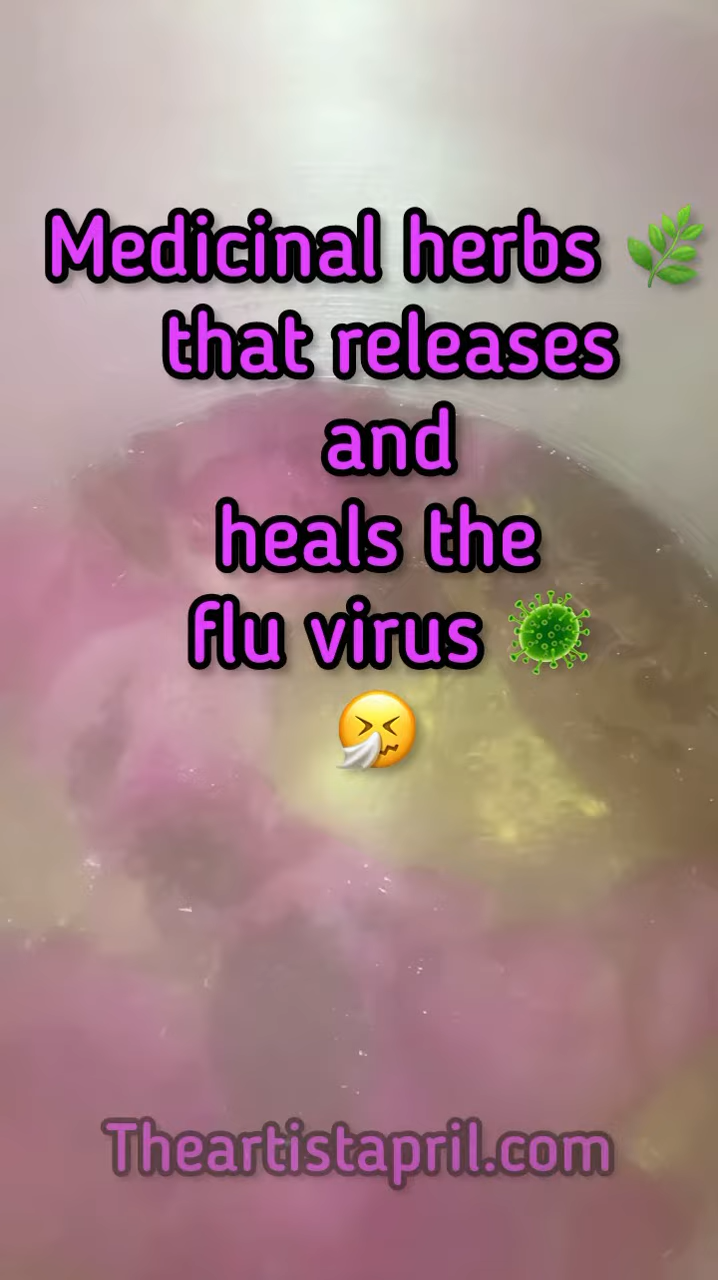 Medicinal herbs 🌿
that releases
and
heals the
flu virus 🦠
🤧
Theartistapril.com